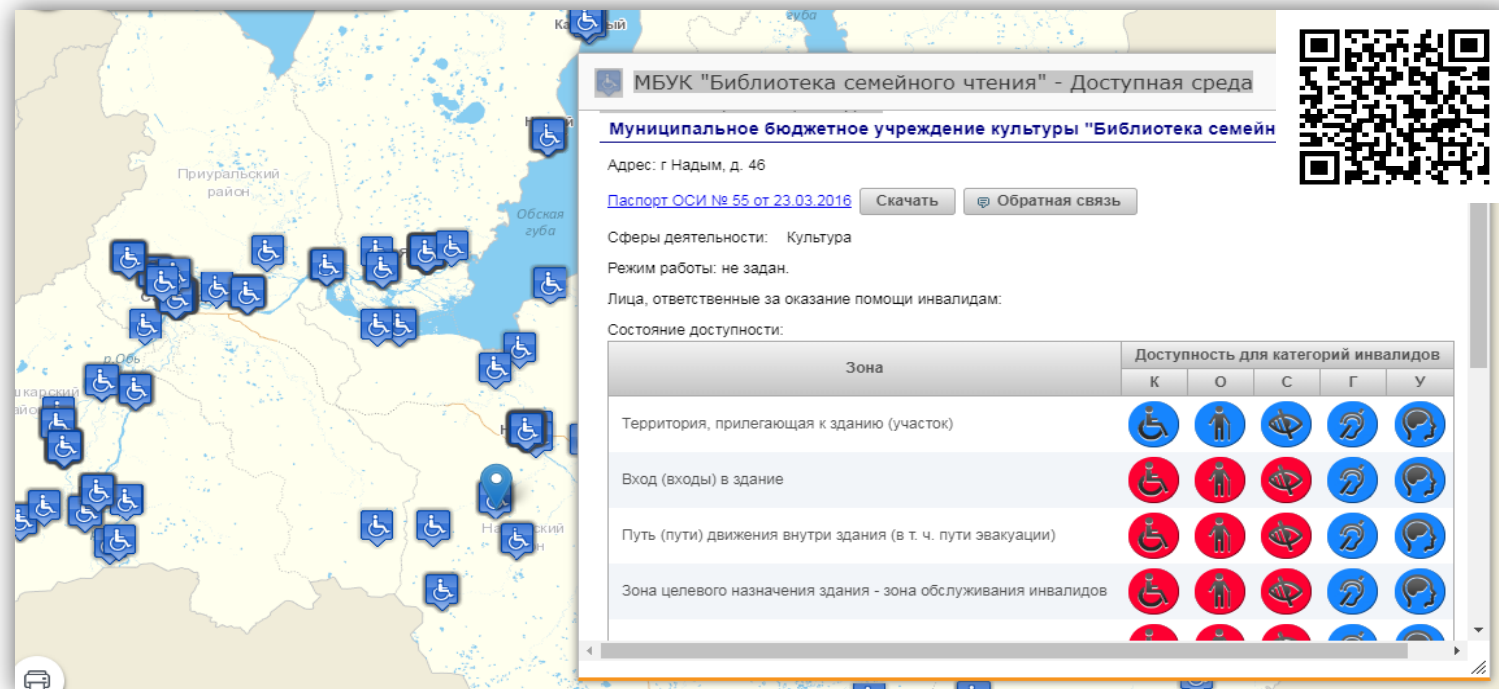 губа
МБУК "Библиотека семейного чтения" - Доступная среда
Муниципальное бюджетное учреждение культуры "Библиотека семейн
Адрес: г Надым, д. 46
Паспорт ОСИ № 55 от 23.03.2016 Скачать Обратная связь
Сферы деятельности: Культура
Режим работы: не задан.
Лица, ответственные за оказание помощи инвалидам:
Состояние доступности:
Зона
Доступность для категорий инвалидов
К О С Г У
Территория, прилегающая к зданию (участок)
Вход (входы) в здание
Путь (пути) движения внутри здания (в т. ч. пути эвакуации)
Зона целевого назначения здания - зона обслуживания инвалидов
Приуральский
район
Обская
губа
р.Обь